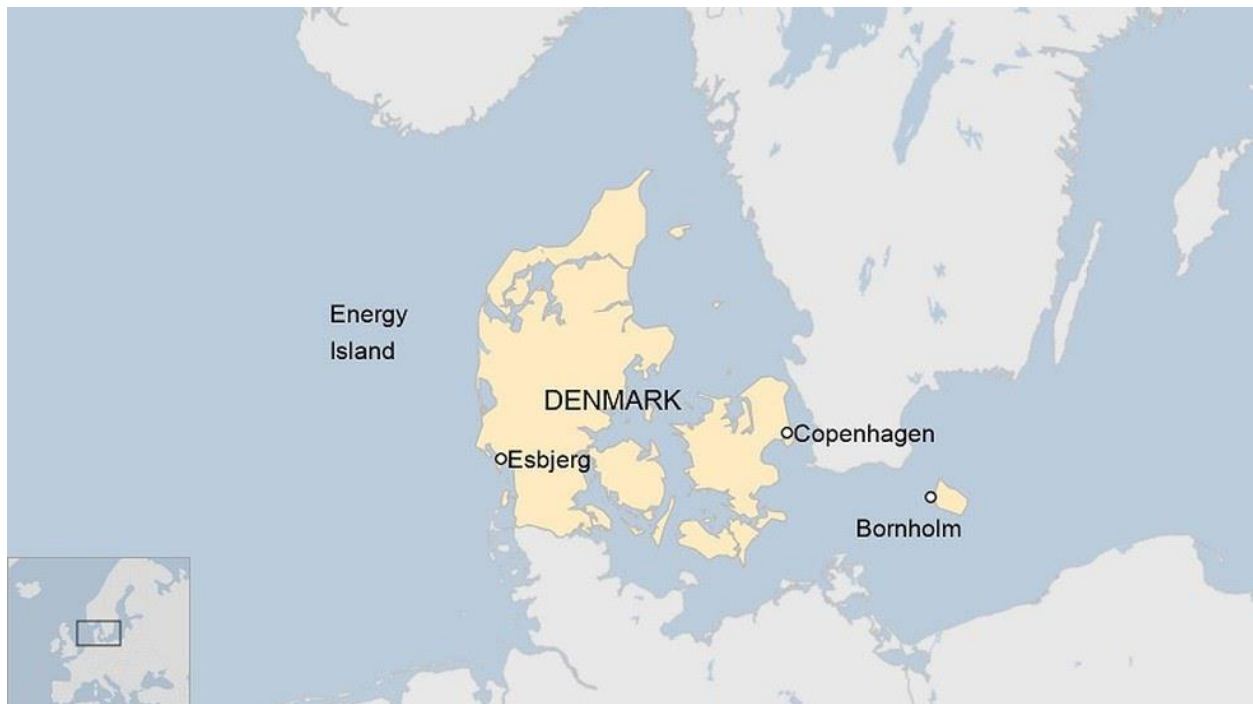 Energy
Island
DENMARK
Copenhagen
Esbjerg
Bornholm